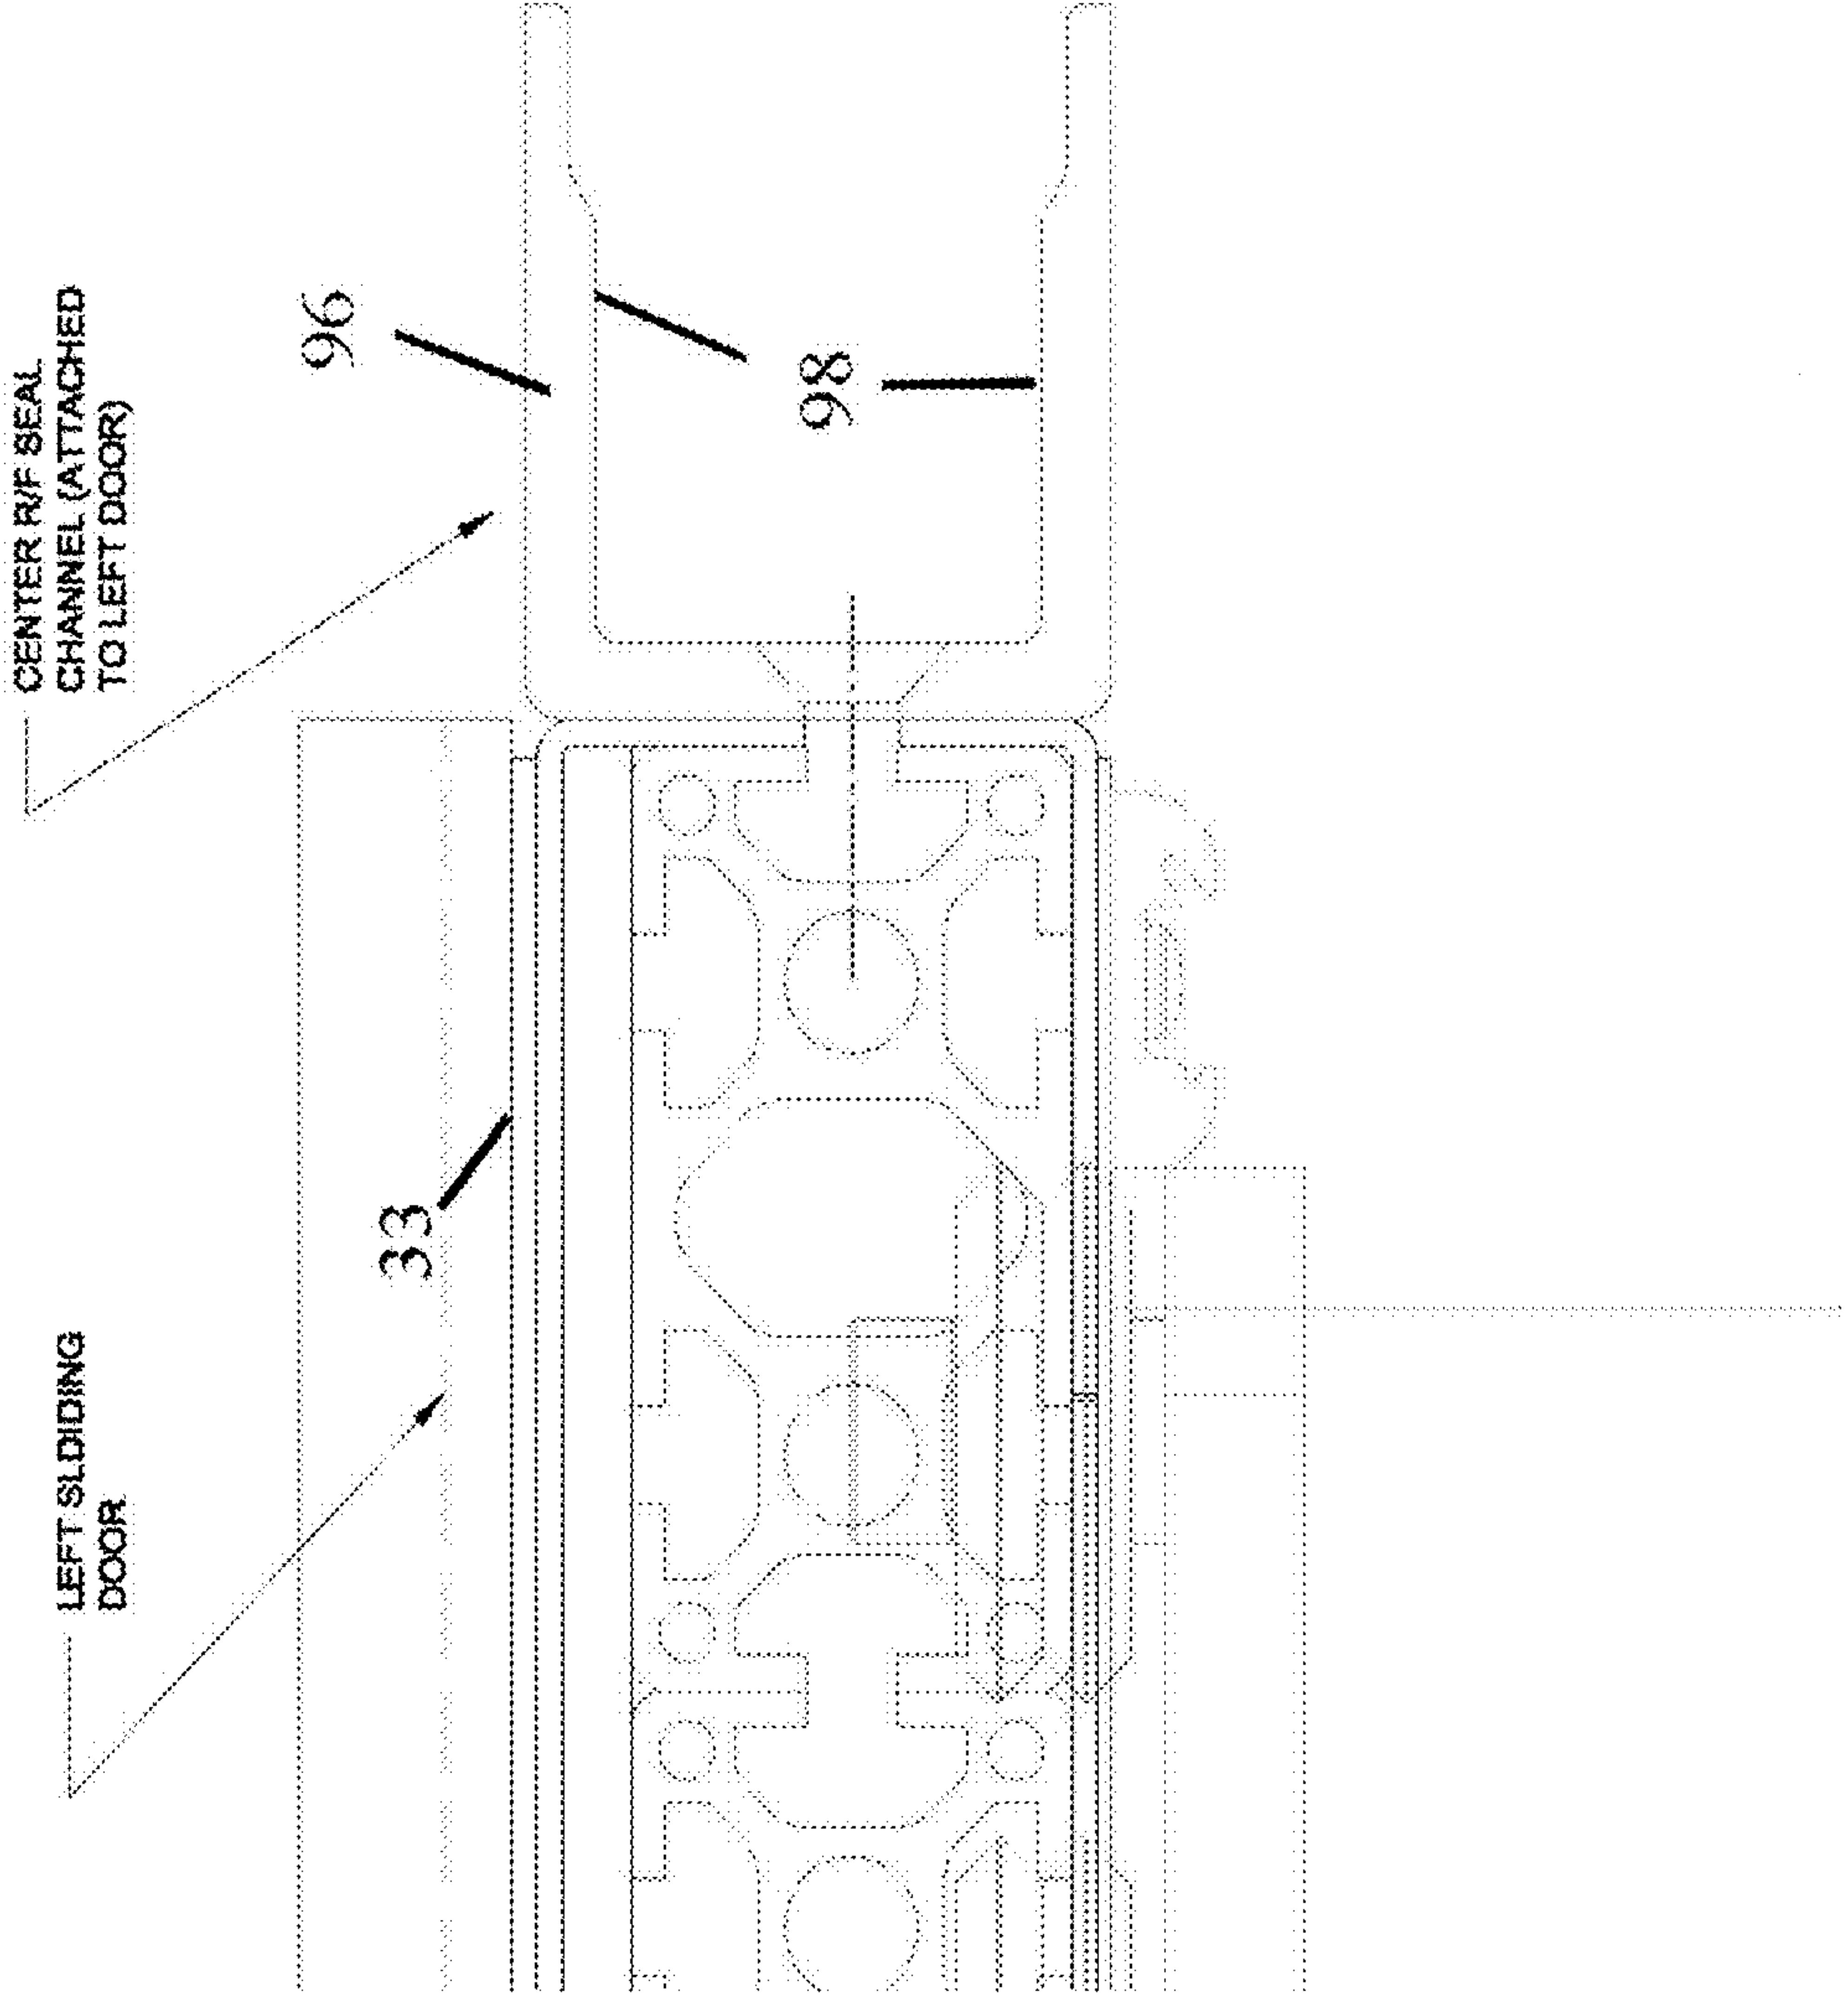 CENTER R/F SEAL
CHANNEL (ATTACHED
TO LEFT DOOR)
96
98
LEFT SLDIDING
DOOR
33